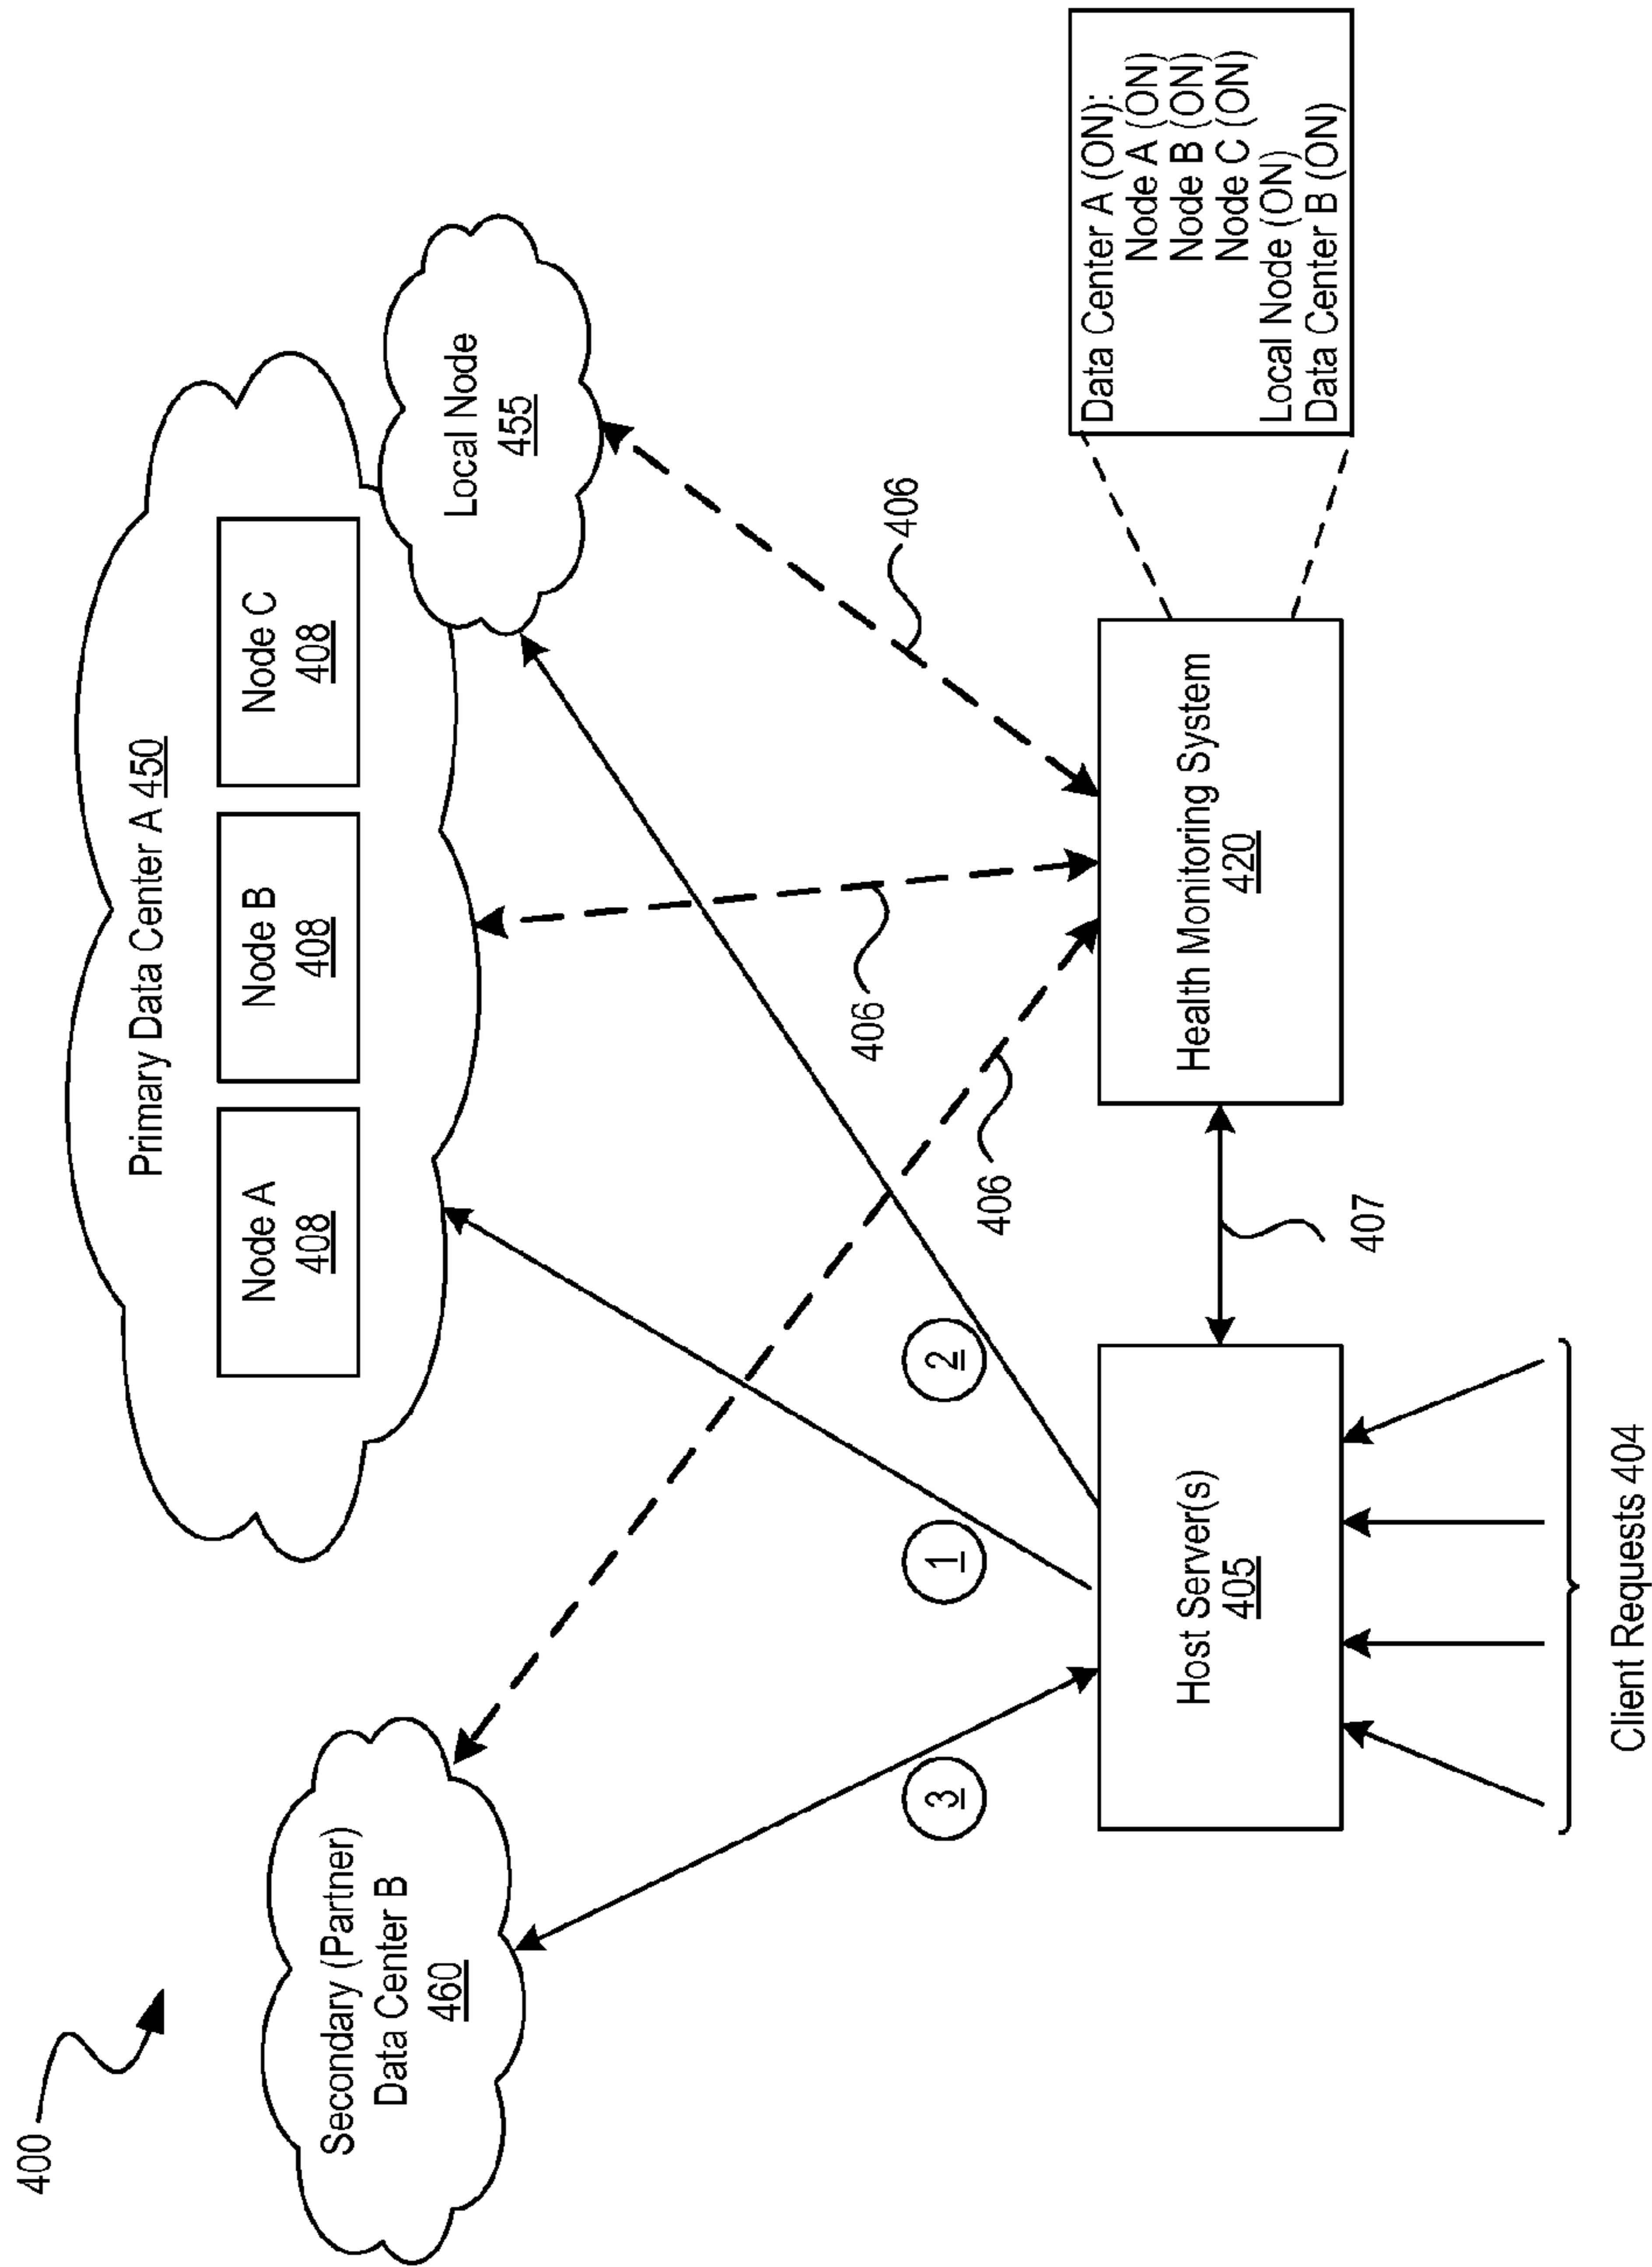 400
Primary Data Center A 450
Node A
408
Node B
408
Node C
408
Secondary (Partner)
Data Center B
460
Local Node
455
406
406
406
3
1
2
Host Server(s)
405
407
Health Monitoring System
420
Data Center A (ON):
Node A (ON)
Node B (ON)
Node C (ON)
Local Node (ON)
Data Center B (ON)
Client Requests 404